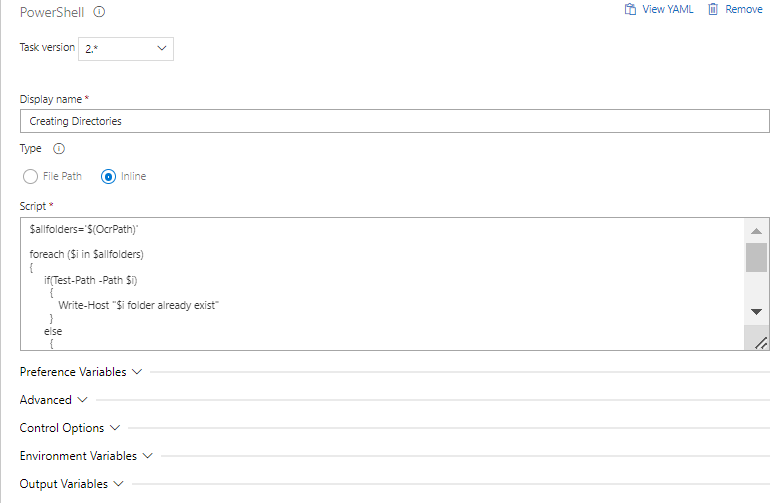 PowerShell
View YAML
Remove
Task version 2.*
Display name *
Creating Directories
Type
File Path
Inline
Script *
$allfolders='$(OcrPath)'
foreach ($i in $allfolders)
{
if(Test-Path -Path $i)
{
Write-Host "$i folder already exist"
}
else
{
Preference Variables
Advanced
Control Options
Environment Variables
Output Variables